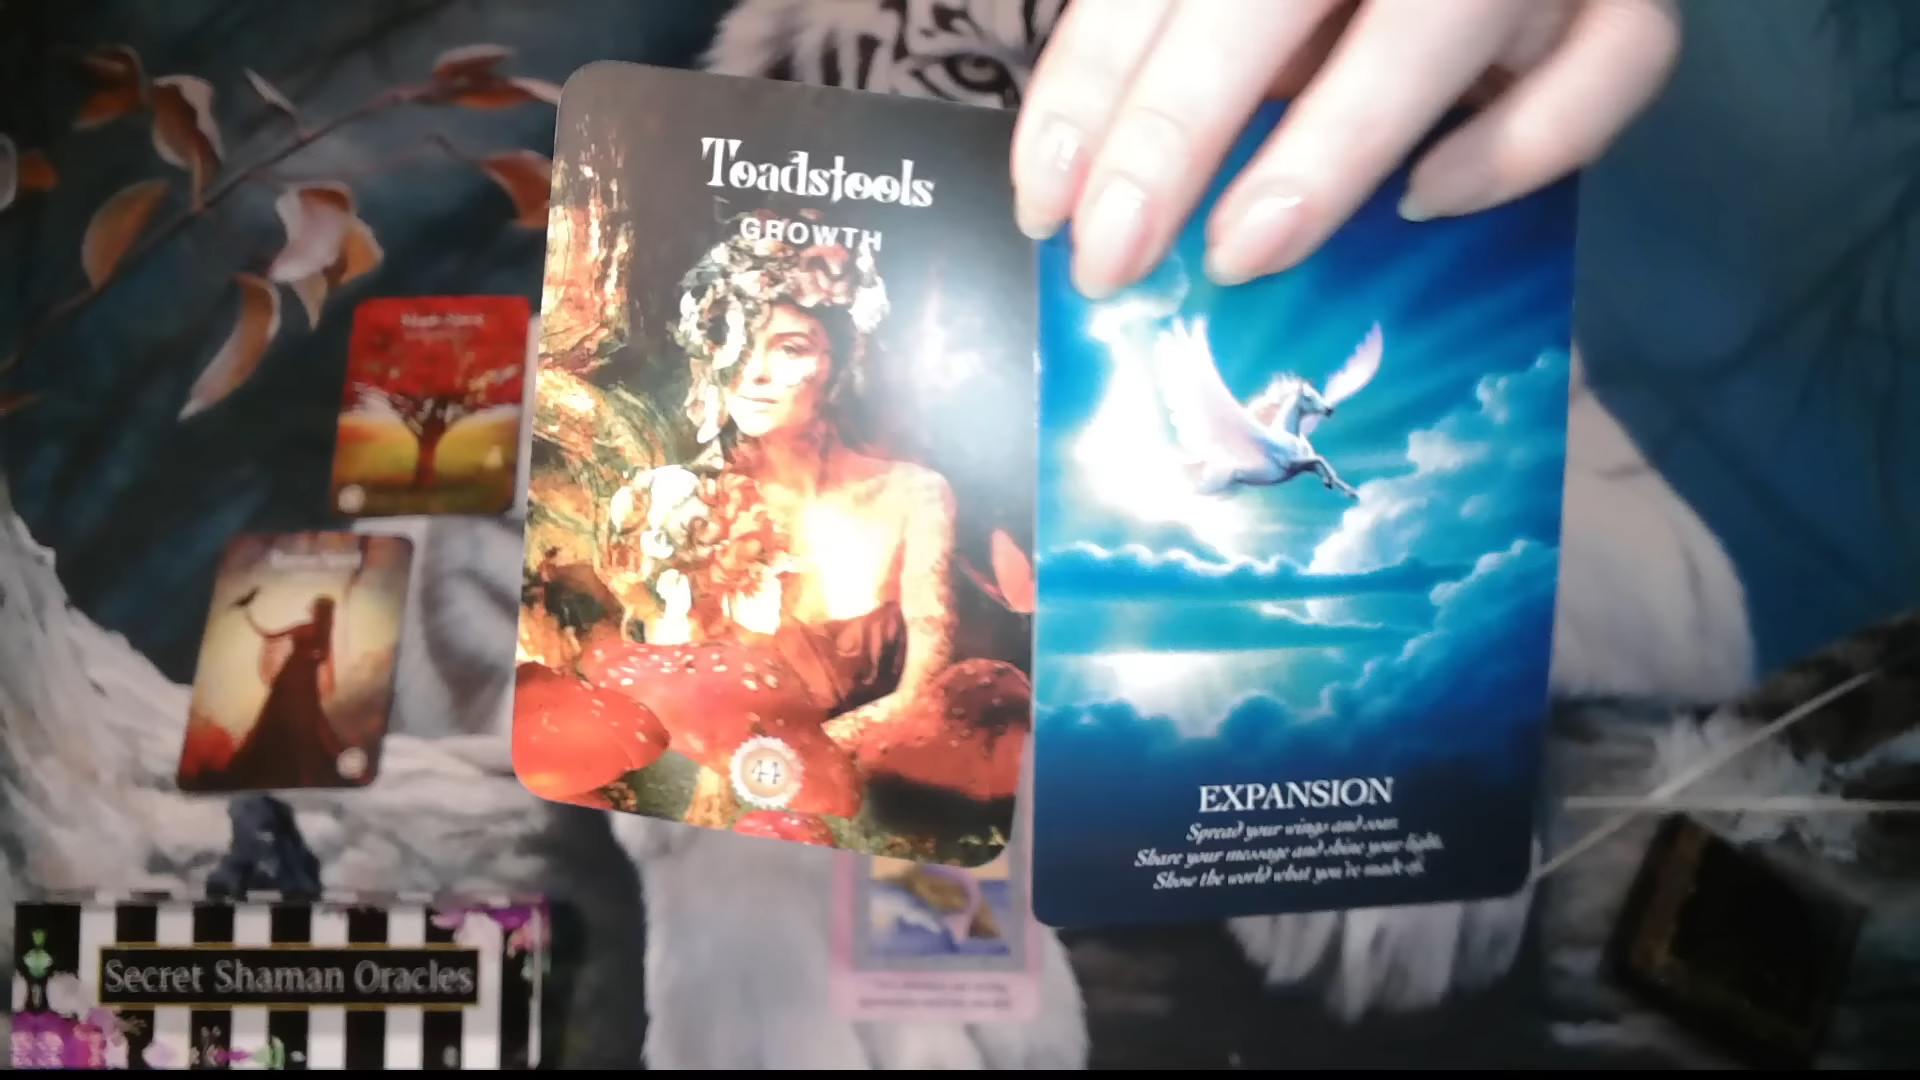 Toadstools
GROWTH
44
EXPANSION
Spread your wings and soar.
Share your message and shine your light.
Show the world what you're made of.
Secret Shaman Oracles